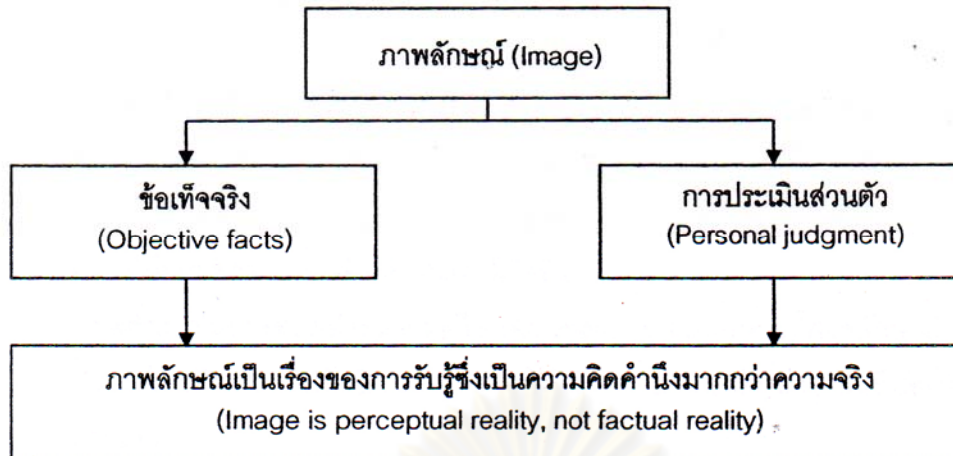 ภาพลักษณ์ (Image)
ข้อเท็จจริง
(Objective facts)
การประเมินส่วนตัว
(Personal judgment)
ภาพลักษณ์เป็นเรื่องของการรับรู้ซึ่งเป็นความคิดคำนึงมากกว่าความจริง
(Image is perceptual reality, not factual reality)